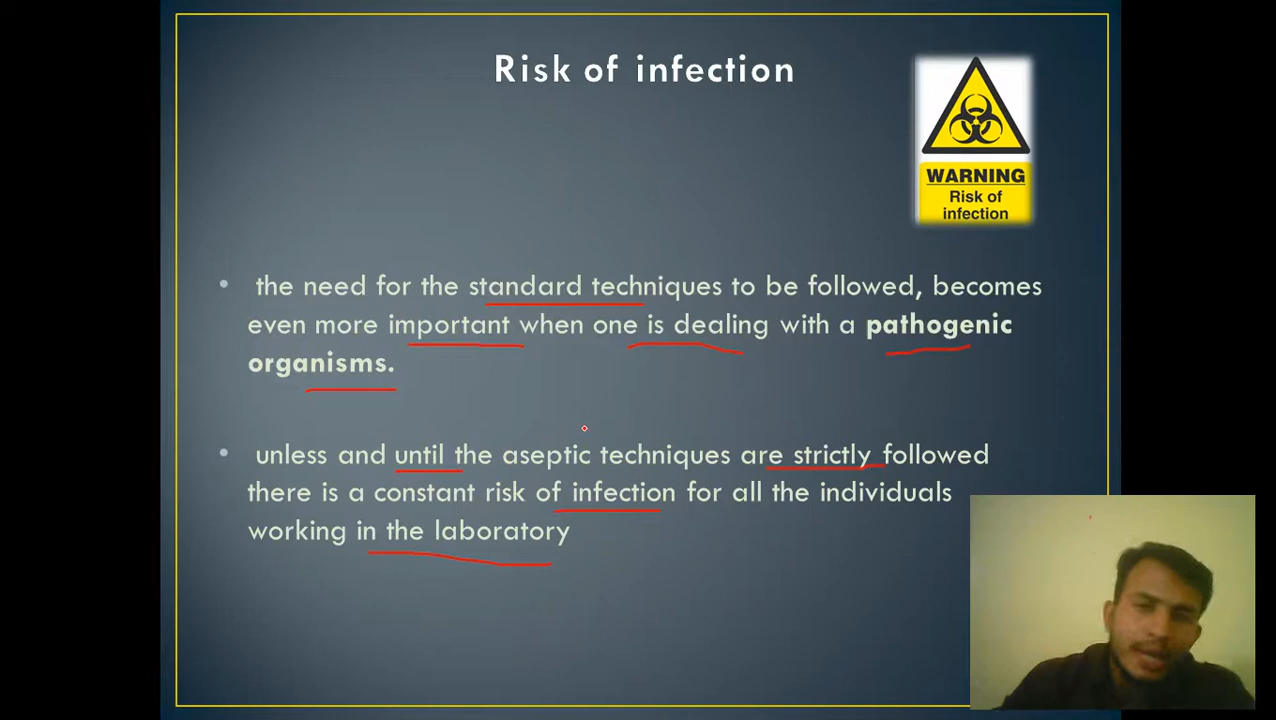 Risk of infection
WARNING
Risk of
infection
• the need for the standard techniques to be followed, becomes
even more important when one is dealing with a pathogenic
organisms.
• unless and until the aseptic techniques are strictly followed
there is a constant risk of infection for all the individuals
working in the laboratory